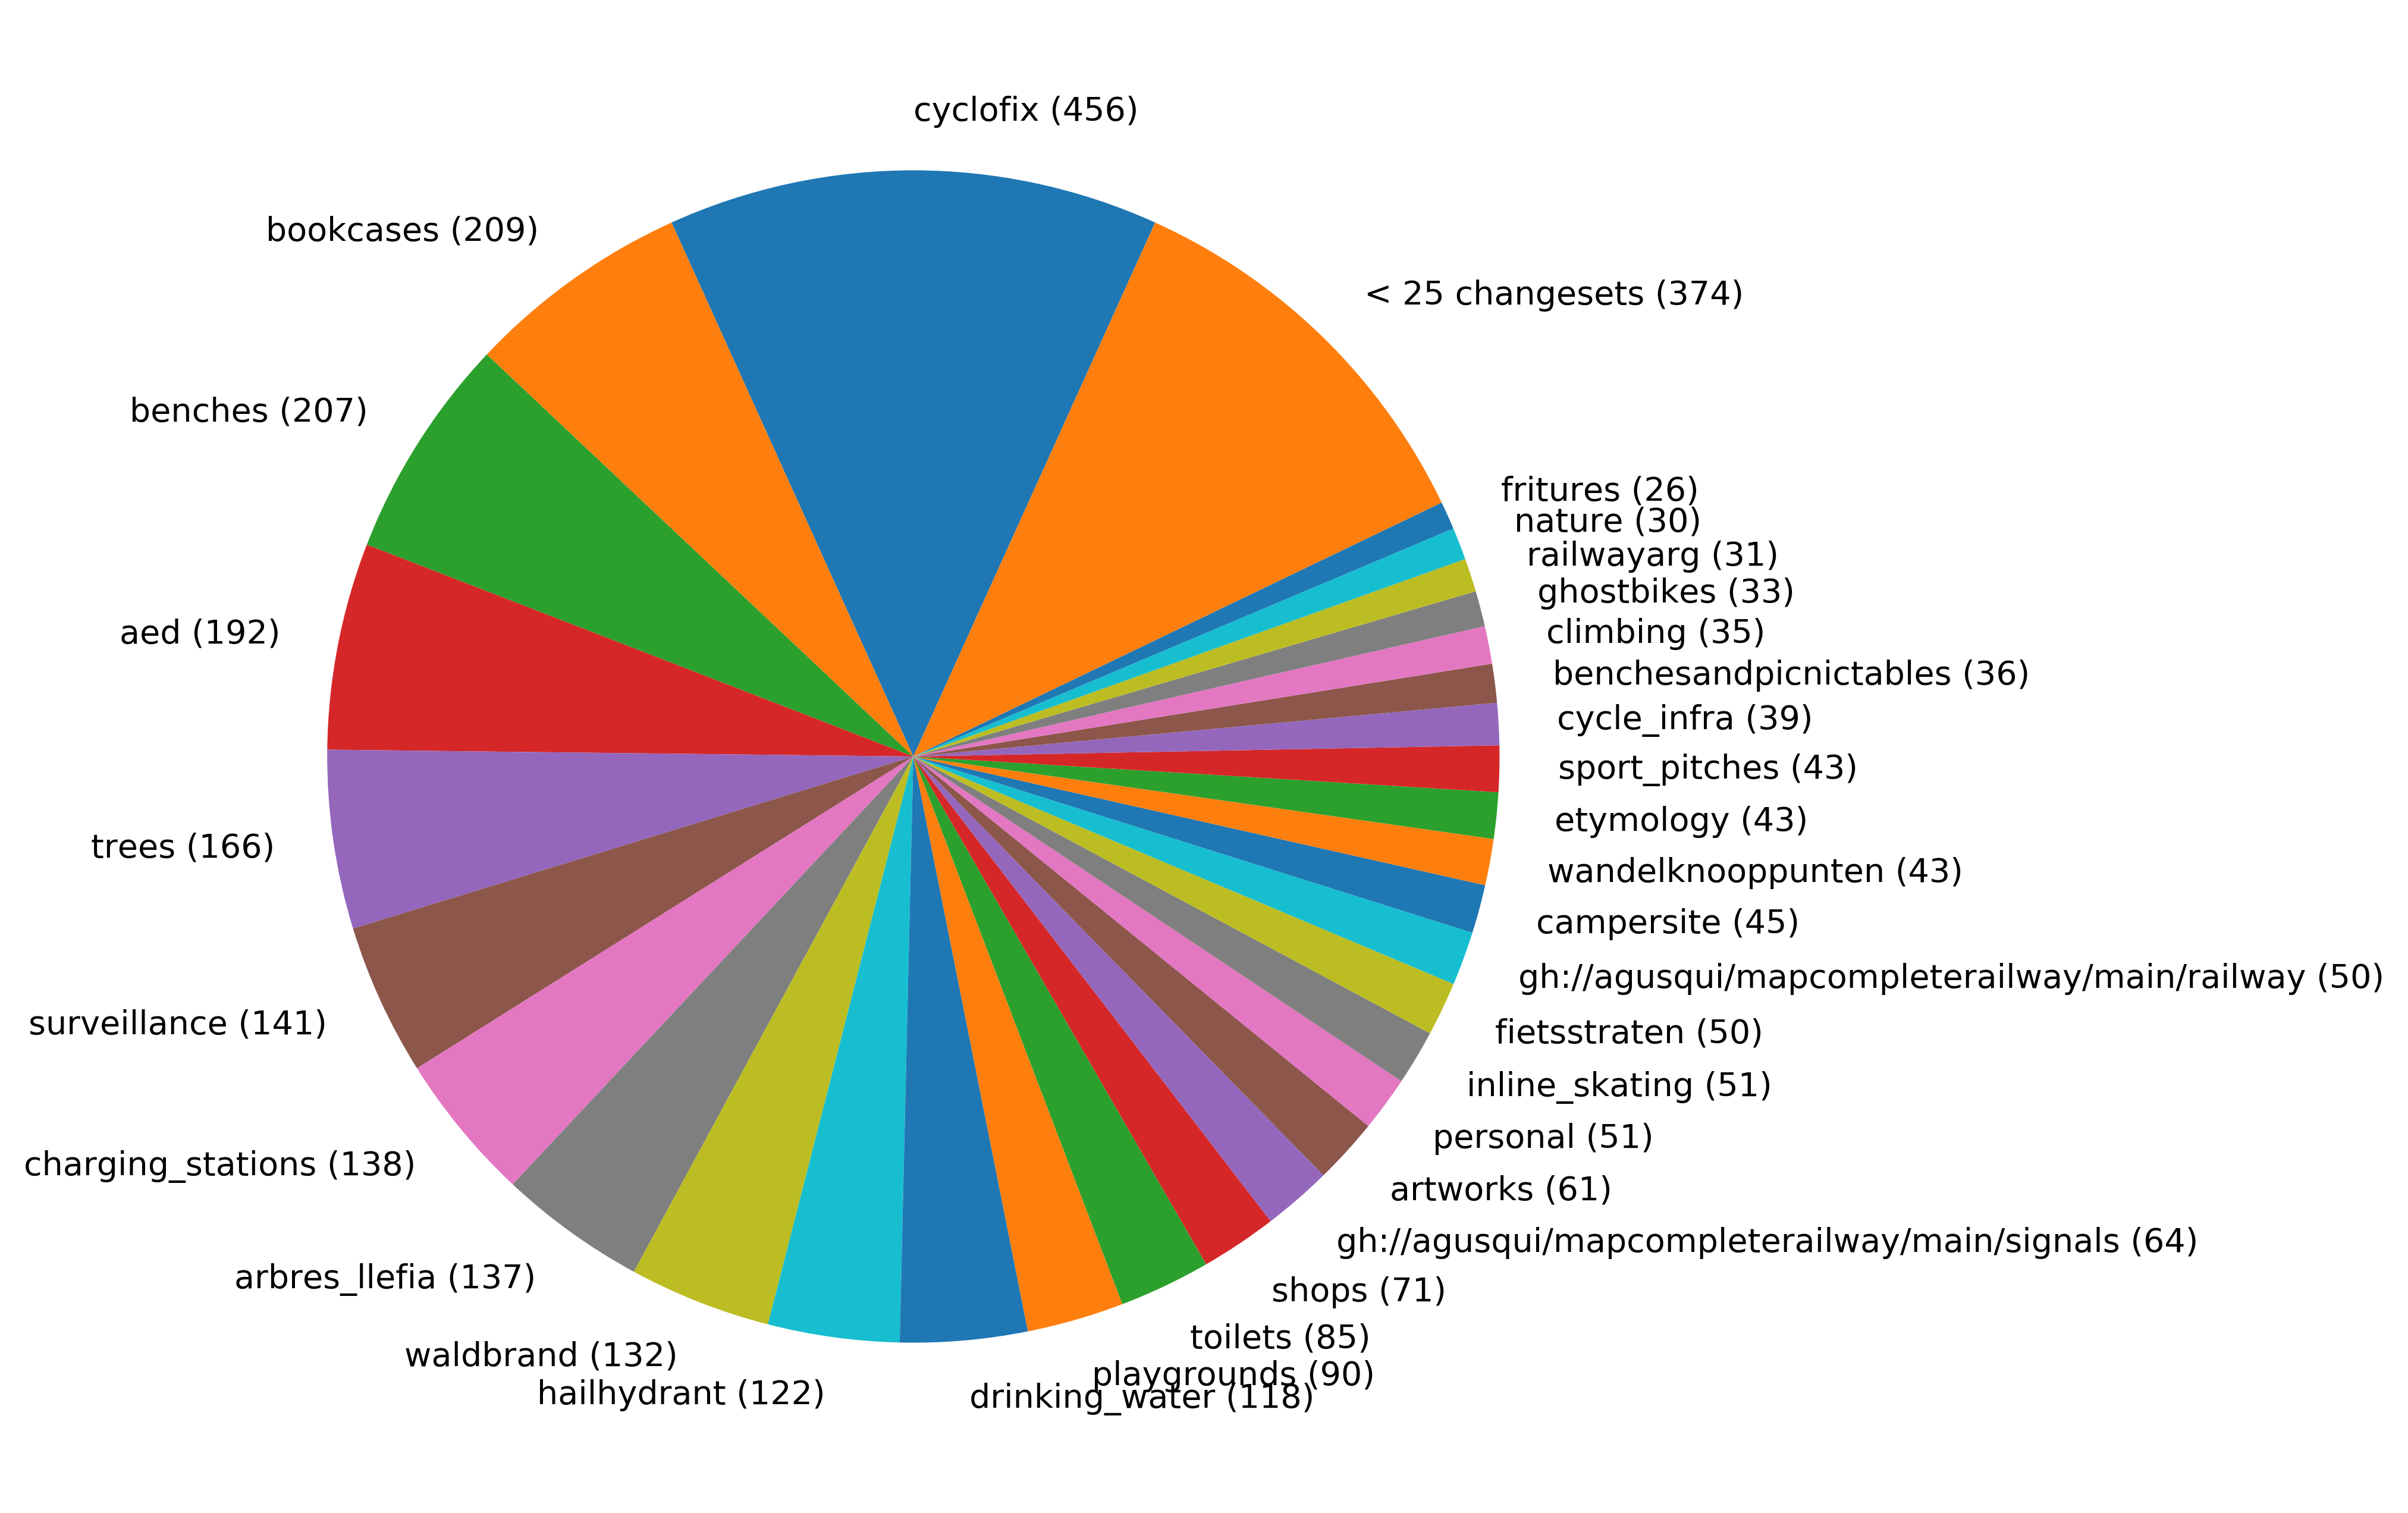 cyclofix (456)
bookcases (209)
< 25 changesets (374)
benches (207)
fritures (26)
nature (30)
railwayarg (31)
ghostbikes (33)
aed (192)
climbing (35)
benchesandpicnictables (36)
cycle_infra (39)
sport_pitches (43)
etymology (43)
trees (166)
wandelknooppunten (43)
campersite (45)
gh://agusqui/mapcompleterailway/main/railway (50)
surveillance (141)
fietsstraten (50)
inline_skating (51)
personal (51)
charging_stations (138)
artworks (61)
gh://agusqui/mapcompleterailway/main/signals (64)
arbres_llefia (137)
shops (71)
toilets (85)
waldbrand (132)
playgrounds (90)
hailhydrant (122)
drinking_water (118)